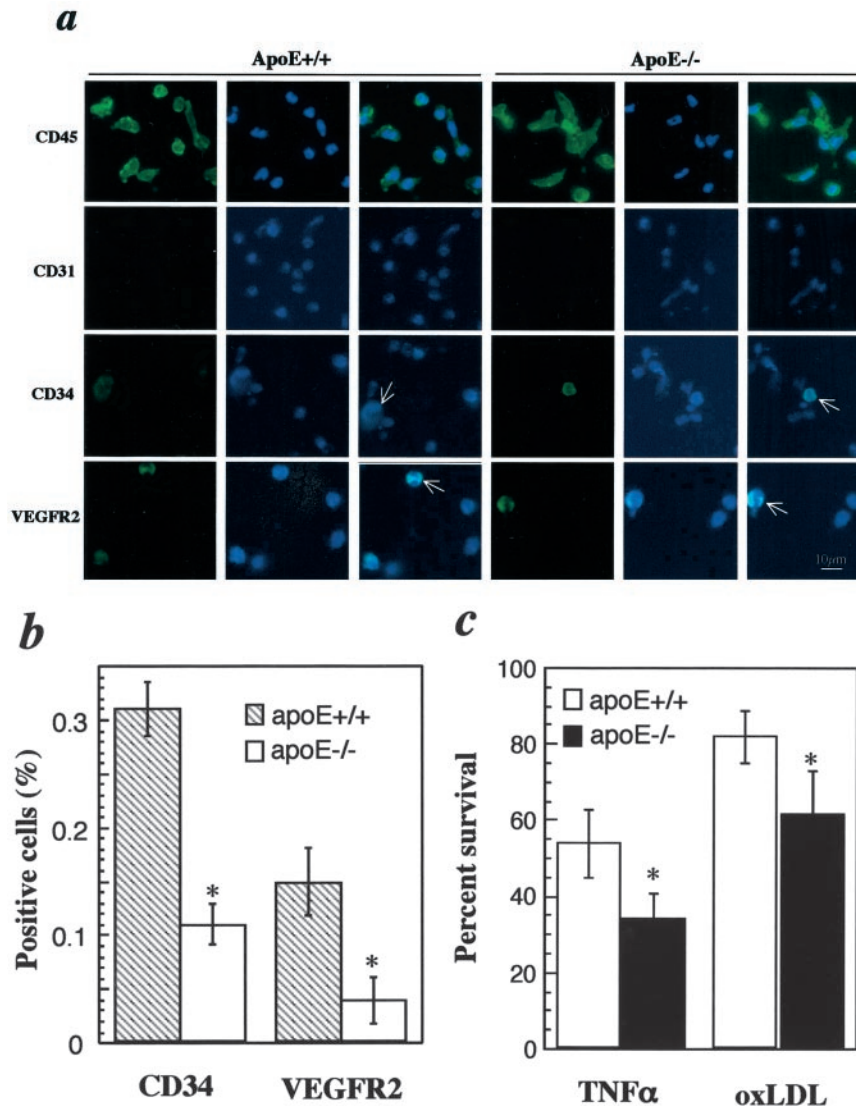 a
ApoE+/+ ApoE-/-
CD45
CD31
CD34
VEGFR2
10μm
b
c
Positive cells (%)
0.3
0.2
0.1
0
apoE+/+
apoE-/-
*
*
CD34 VEGFR2
Percent survival
100
80
60
40
20
0
apoE+/+
apoE-/-
*
*
TNFα oxLDL